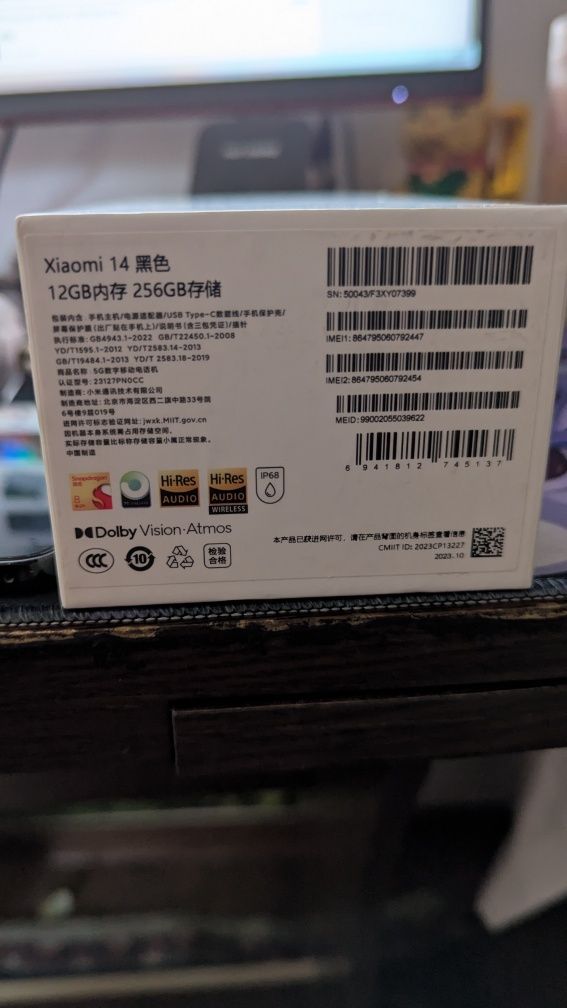 Xiaomi 14 黑色
12GB内存 256GB存储
包装内含: 手机主机/电源适配器/USB Type-C数据线/手机保护壳/
屏幕保护膜(出厂贴在手机上)/说明书(含三包凭证)/插针
执行标准: GB4943.1-2022 GB/T22450.1-2008
YD/T1595.1-2012 YD/T2583.14-2013
GB/T19484.1-2013 YD/T 2583.18-2019
商品名称: 5G数字移动电话机
认证型号: 23127PN0CC
制造商: 小米通讯技术有限公司
制造商地址: 北京市海淀区西二旗中路33号院
6号楼9层019号
进网许可标志验证网址: jwxk.MIIT.gov.cn
因机器本身系统需占用存储空间,
实际存储容量比标称存储容量小属正常现象。
中国制造
SN: 50043/F3XY07399
IMEI1: 864795060792447
IMEI2: 864795060792454
MEID: 99002055039622
6 941812 745137
Snapdragon
8
Hi-Res
AUDIO
Hi-Res
AUDIO
WIRELESS
IP68
Dolby Vision·Atmos
CCC
10
检验
合格
本产品已获进网许可, 请在产品背面的机身标签查看信息
CMIIT ID: 2023CP13227
2023.10